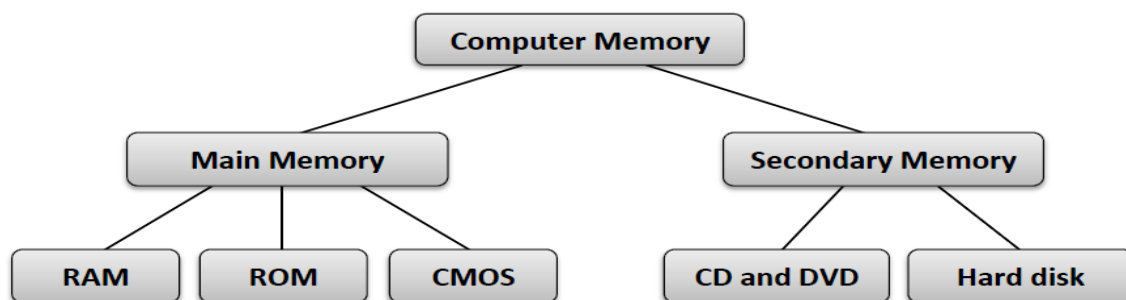 Computer Memory
Main Memory
Secondary Memory
RAM
ROM
CMOS
CD and DVD
Hard disk